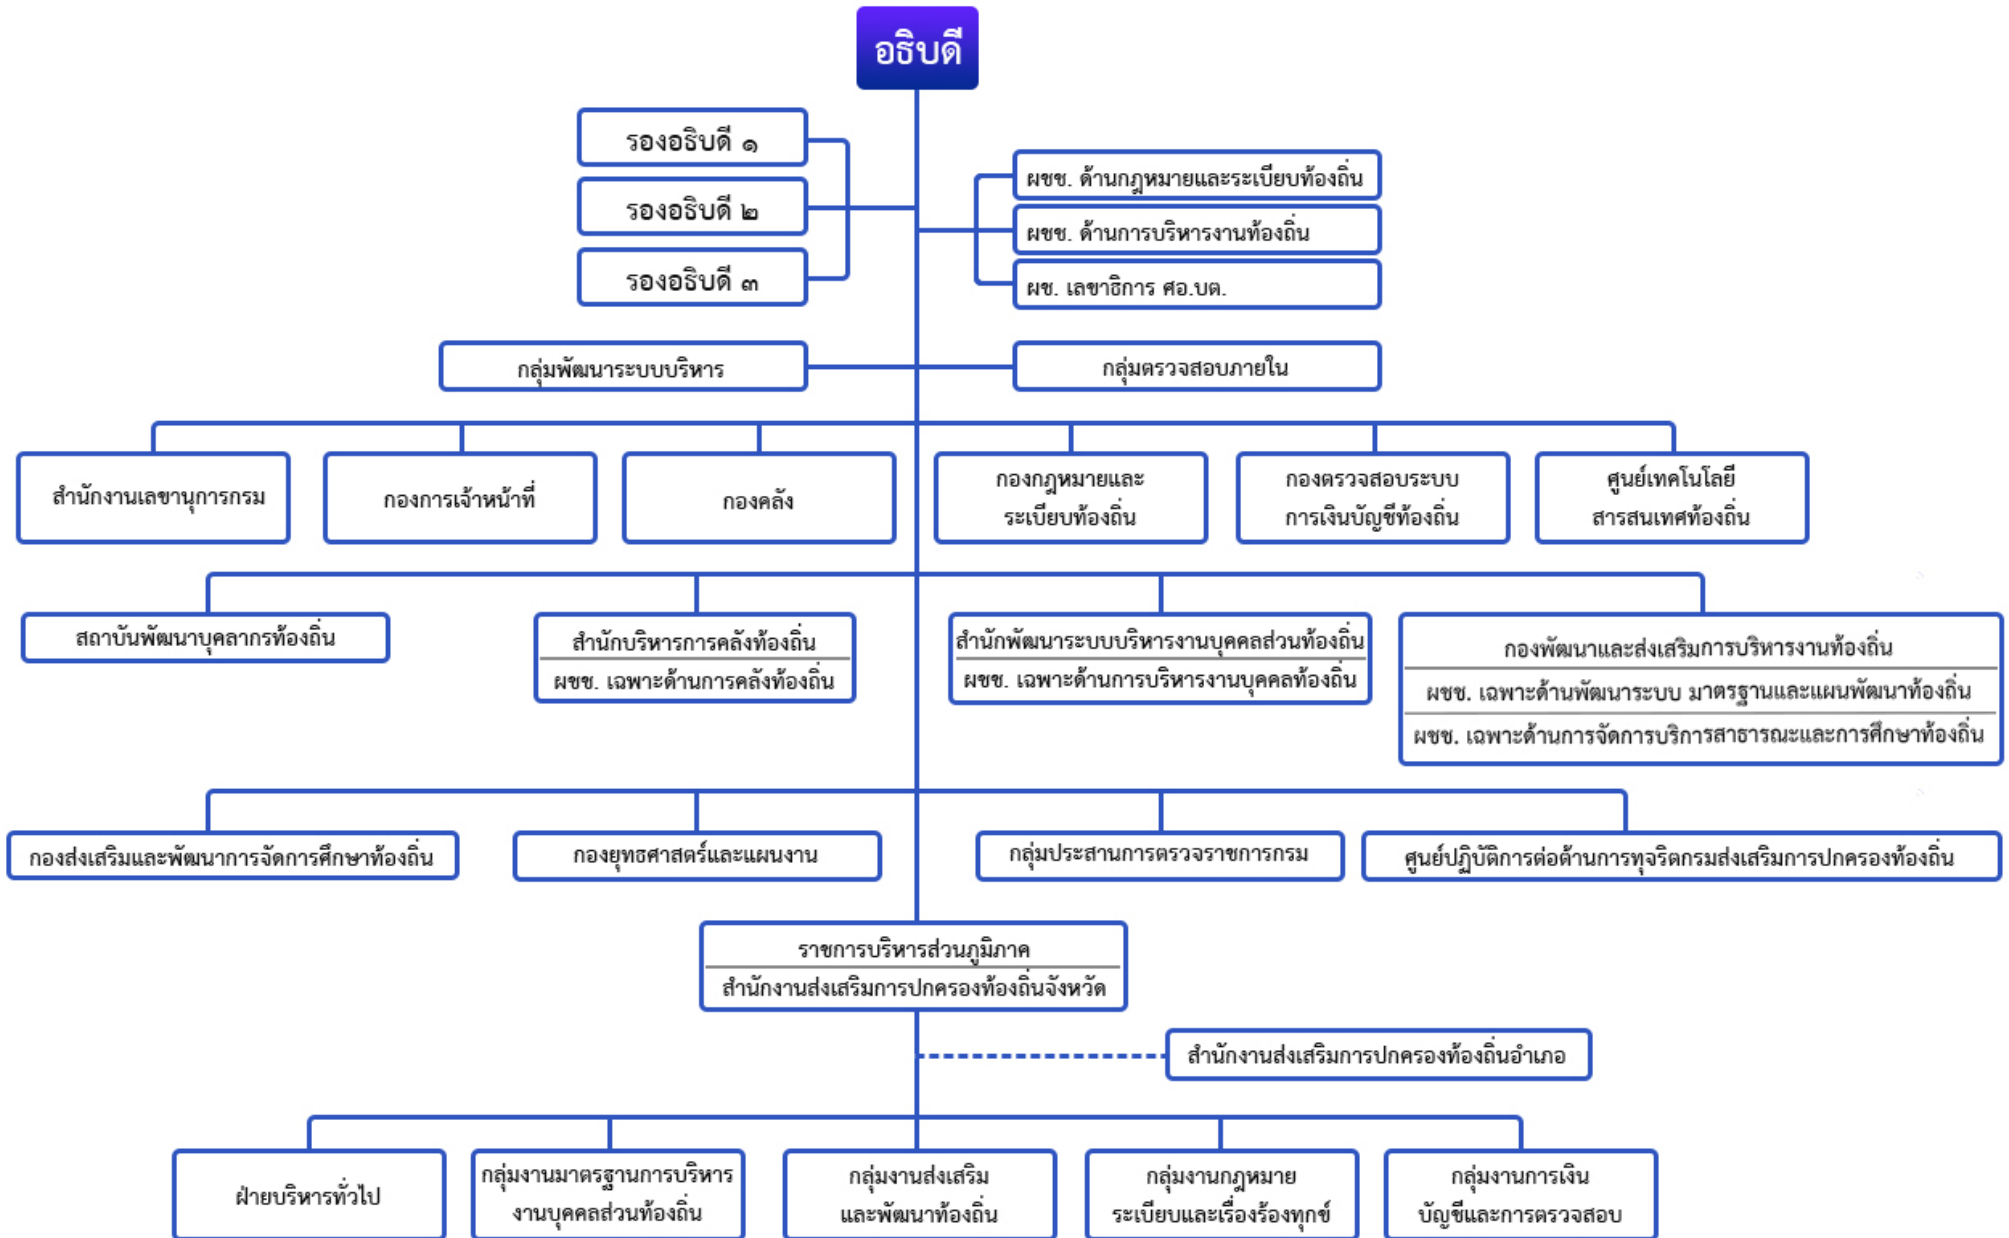 อธิบดี
รองอธิบดี ๑
รองอธิบดี ๒
รองอธิบดี ๓
ผชช. ด้านกฎหมายและระเบียบท้องถิ่น
ผชช. ด้านการบริหารงานท้องถิ่น
ผช. เลขาธิการ ศอ.บต.
กลุ่มพัฒนาระบบบริหาร
กลุ่มตรวจสอบภายใน
สำนักงานเลขานุการกรม
กองการเจ้าหน้าที่
กองคลัง
กองกฎหมายและ
ระเบียบท้องถิ่น
กองตรวจสอบระบบ
การเงินบัญชีท้องถิ่น
ศูนย์เทคโนโลยี
สารสนเทศท้องถิ่น
สถาบันพัฒนาบุคลากรท้องถิ่น
สำนักบริหารการคลังท้องถิ่น
ผชช. เฉพาะด้านการคลังท้องถิ่น
สำนักพัฒนาระบบบริหารงานบุคคลส่วนท้องถิ่น
ผชช. เฉพาะด้านการบริหารงานบุคคลท้องถิ่น
กองพัฒนาและส่งเสริมการบริหารงานท้องถิ่น
ผชช. เฉพาะด้านพัฒนาระบบ มาตรฐานและแผนพัฒนาท้องถิ่น
ผชช. เฉพาะด้านการจัดการบริการสาธารณะและการศึกษาท้องถิ่น
กองส่งเสริมและพัฒนาการจัดการศึกษาท้องถิ่น
กองยุทธศาสตร์และแผนงาน
กลุ่มประสานการตรวจราชการกรม
ศูนย์ปฏิบัติการต่อต้านการทุจริตกรมส่งเสริมการปกครองท้องถิ่น
ราชการบริหารส่วนภูมิภาค
สำนักงานส่งเสริมการปกครองท้องถิ่นจังหวัด
สำนักงานส่งเสริมการปกครองท้องถิ่นอำเภอ
ฝ่ายบริหารทั่วไป
กลุ่มงานมาตรฐานการบริหาร
งานบุคคลส่วนท้องถิ่น
กลุ่มงานส่งเสริม
และพัฒนาท้องถิ่น
กลุ่มงานกฎหมาย
ระเบียบและเรื่องร้องทุกข์
กลุ่มงานการเงิน
บัญชีและการตรวจสอบ